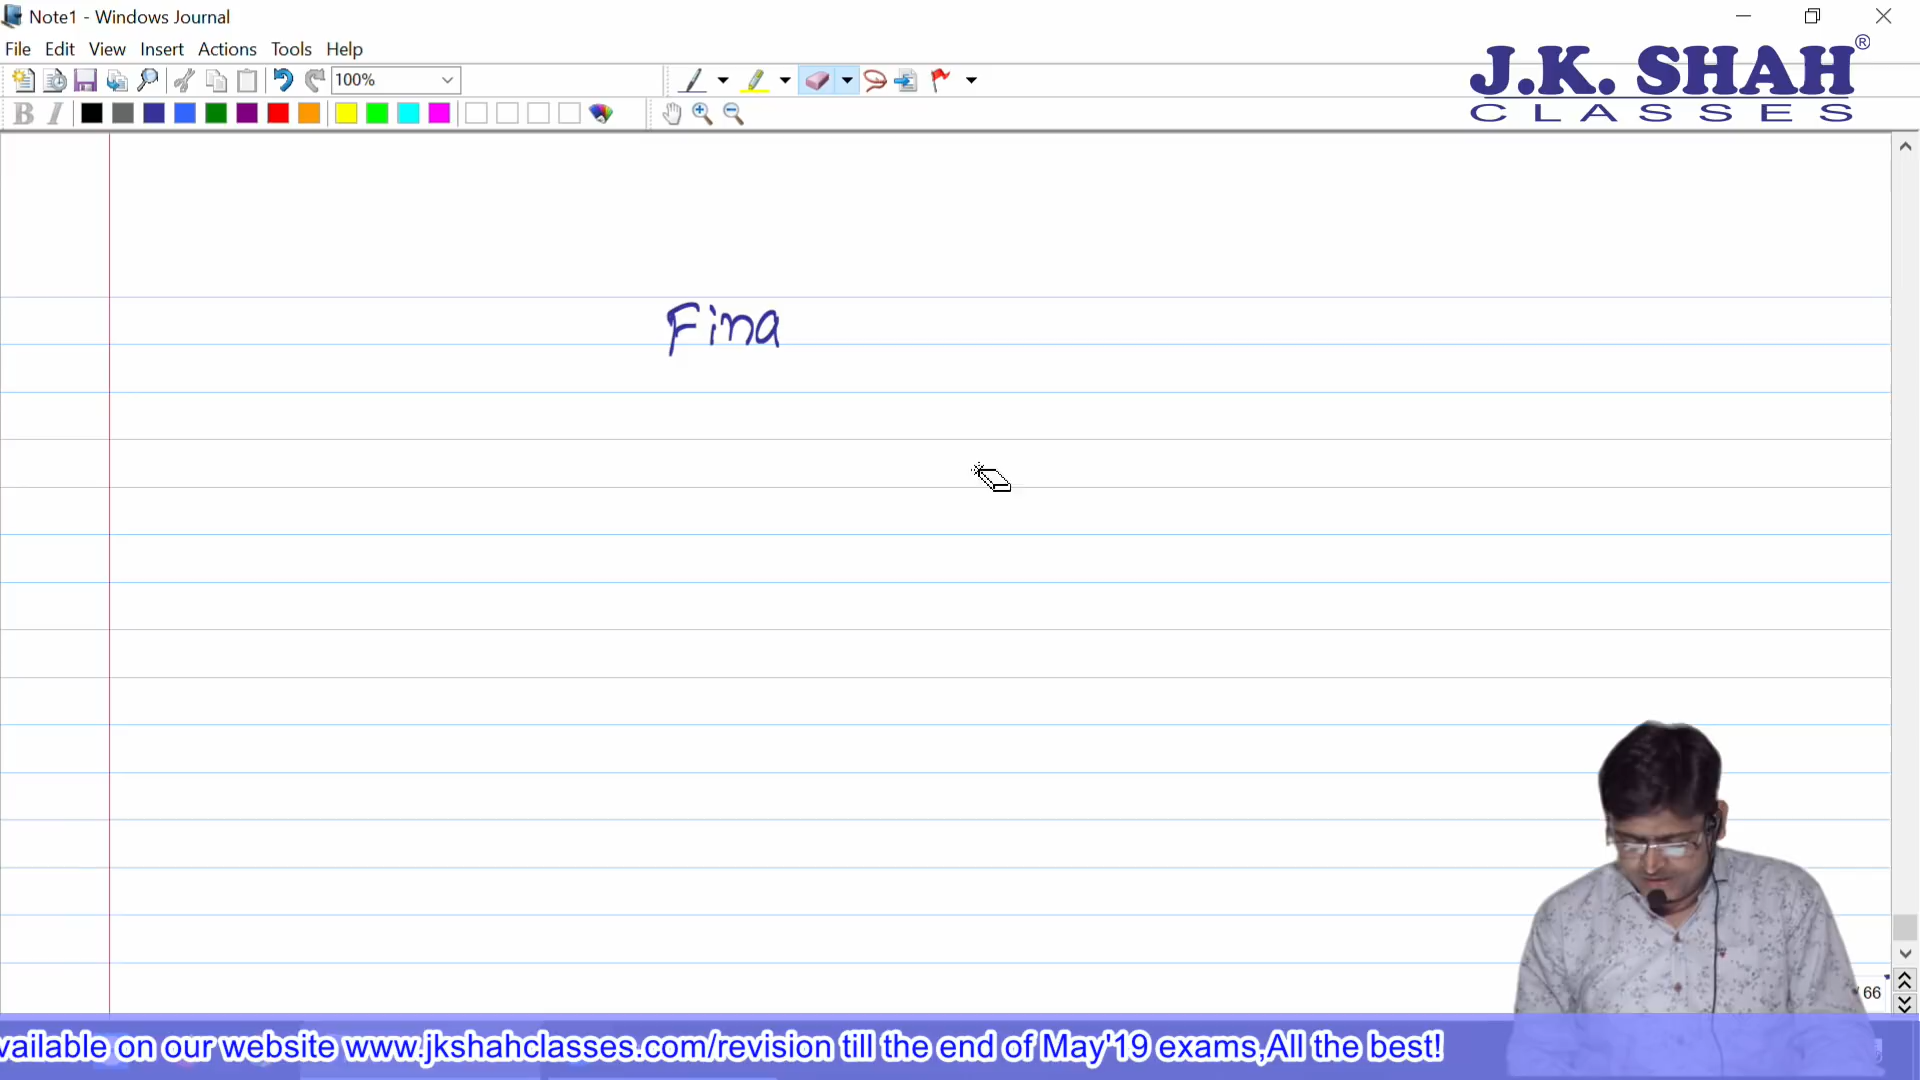 Note1 - Windows Journal
File Edit View Insert Actions Tools Help
100%
J.K. SHAH®
CLASSES
Fina
66
vailable on our website www.jkshahclasses.com/revision till the end of May'19 exams,All the best!